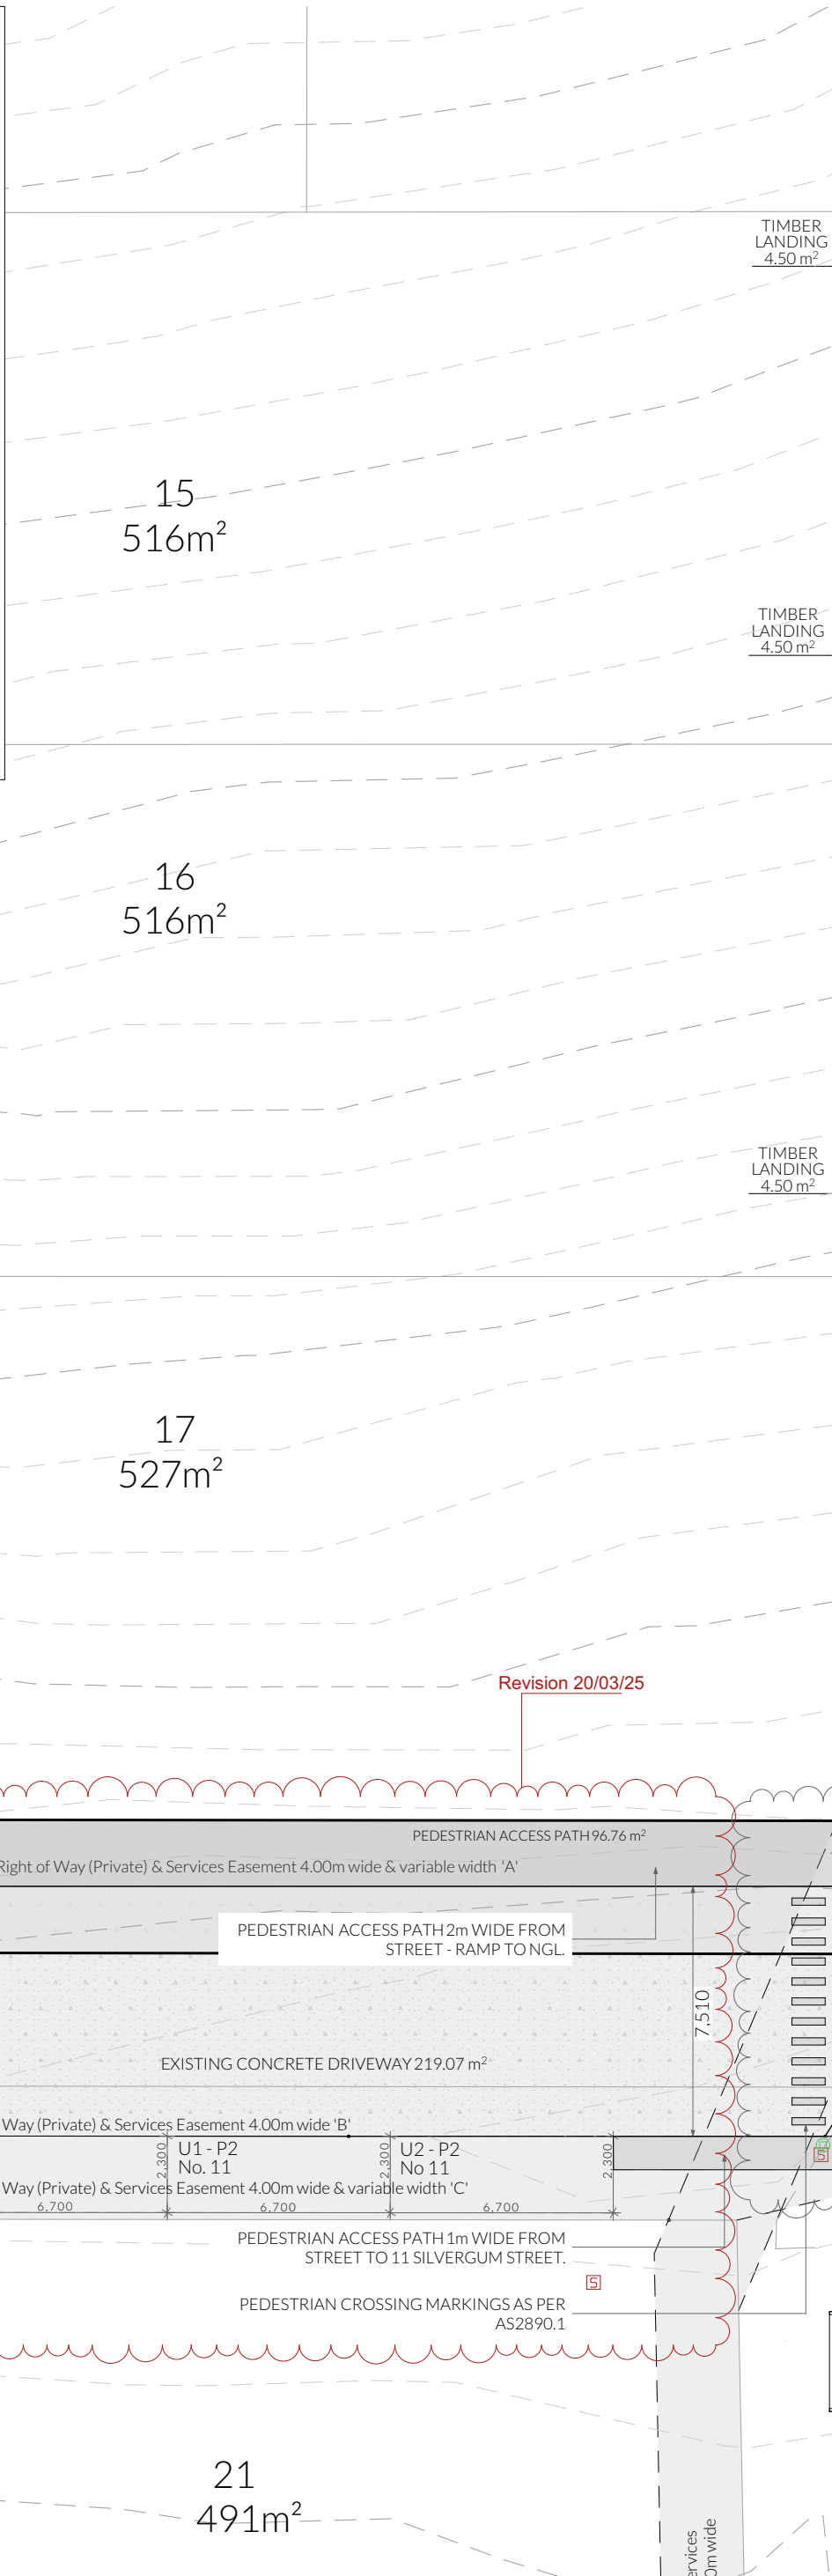 TIMBER
LANDING
4.50 m²
15
516m²
TIMBER
LANDING
4.50 m²
16
516m²
TIMBER
LANDING
4.50 m²
17
527m²
Revision 20/03/25
PEDESTRIAN ACCESS PATH 96.76 m²
Right of Way (Private) & Services Easement 4.00m wide & variable width 'A'
PEDESTRIAN ACCESS PATH 2m WIDE FROM
STREET - RAMP TO NGL.
7,510
EXISTING CONCRETE DRIVEWAY 219.07 m²
Way (Private) & Services Easement 4.00m wide 'B'
2,300
U1 - P2
No. 11
2,300
U2 - P2
No 11
2,300
Way (Private) & Services Easement 4.00m wide & variable width 'C'
6,700
6,700
6,700
PEDESTRIAN ACCESS PATH 1m WIDE FROM
STREET TO 11 SILVERGUM STREET.
S
S
PEDESTRIAN CROSSING MARKINGS AS PER
AS2890.1
21
491m²
ervices
0m wide